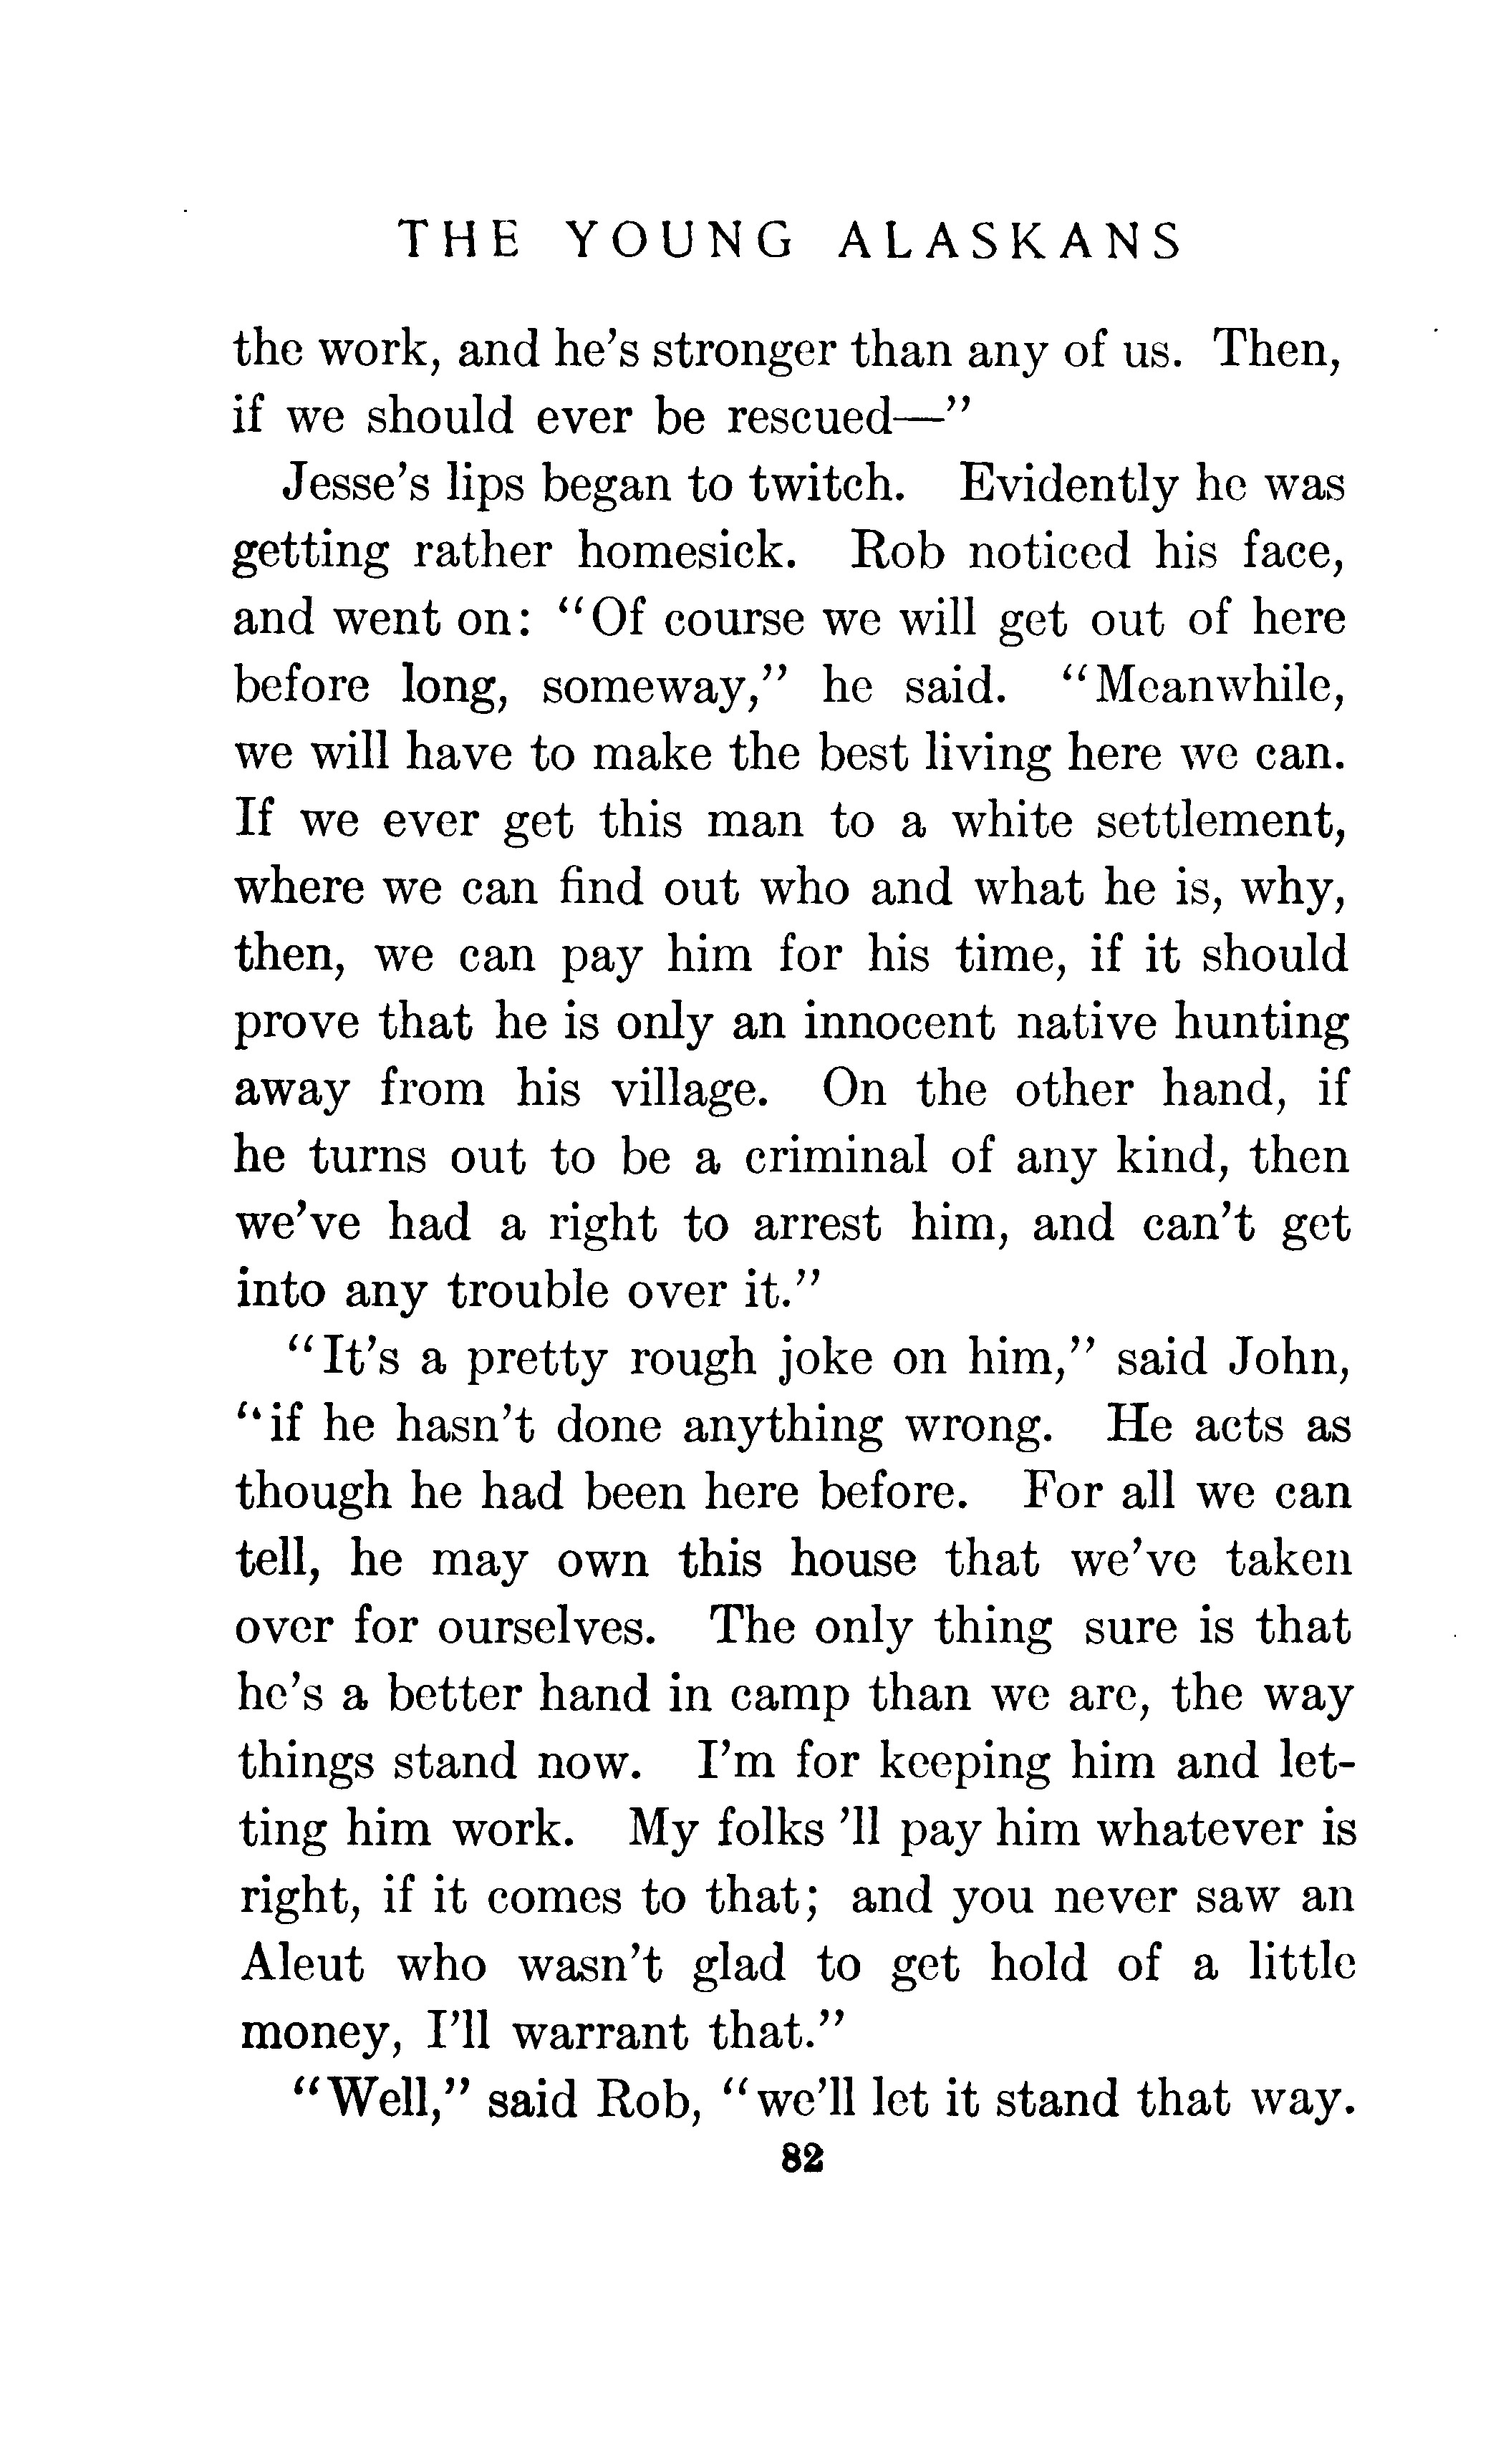 THE YOUNG ALASKANS
the work, and he's stronger than any of us. Then,
if we should ever be rescued—"
Jesse's lips began to twitch. Evidently he was
getting rather homesick. Rob noticed his face,
and went on: "Of course we will get out of here
before long, someway," he said. "Meanwhile,
we will have to make the best living here we can.
If we ever get this man to a white settlement,
where we can find out who and what he is, why,
then, we can pay him for his time, if it should
prove that he is only an innocent native hunting
away from his village. On the other hand, if
he turns out to be a criminal of any kind, then
we've had a right to arrest him, and can't get
into any trouble over it."
"It's a pretty rough joke on him," said John,
"if he hasn't done anything wrong. He acts as
though he had been here before. For all we can
tell, he may own this house that we've taken
over for ourselves. The only thing sure is that
he's a better hand in camp than we are, the way
things stand now. I'm for keeping him and let-
ting him work. My folks 'll pay him whatever is
right, if it comes to that; and you never saw an
Aleut who wasn't glad to get hold of a little
money, I'll warrant that."
"Well," said Rob, "we'll let it stand that way.
82